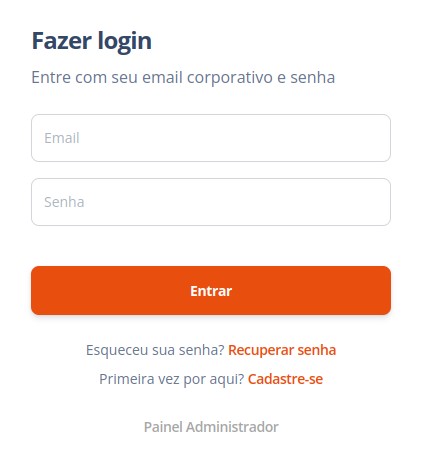 Fazer login
Entre com seu email corporativo e senha
Email
Senha
Entrar
Esqueceu sua senha? Recuperar senha
Primeira vez por aqui? Cadastre-se
Painel Administrador